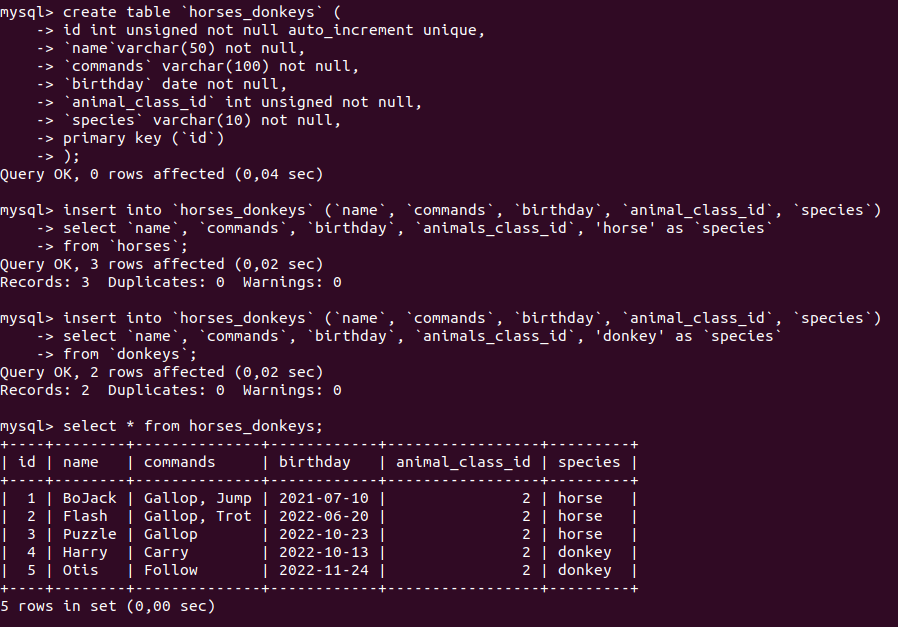 mysql> create table `horses_donkeys` (
    -> id int unsigned not null auto_increment unique,
    -> `name`varchar(50) not null,
    -> `commands` varchar(100) not null,
    -> `birthday` date not null,
    -> `animal_class_id` int unsigned not null,
    -> `species` varchar(10) not null,
    -> primary key (`id`)
    -> );
Query OK, 0 rows affected (0,04 sec)

mysql> insert into `horses_donkeys` (`name`, `commands`, `birthday`, `animal_class_id`, `species`)
    -> select `name`, `commands`, `birthday`, `animals_class_id`, 'horse' as `species`
    -> from `horses`;
Query OK, 3 rows affected (0,02 sec)
Records: 3  Duplicates: 0  Warnings: 0

mysql> insert into `horses_donkeys` (`name`, `commands`, `birthday`, `animal_class_id`, `species`)
    -> select `name`, `commands`, `birthday`, `animals_class_id`, 'donkey' as `species`
    -> from `donkeys`;
Query OK, 2 rows affected (0,02 sec)
Records: 2  Duplicates: 0  Warnings: 0

mysql> select * from horses_donkeys;
+----+--------+--------------+------------+-----------------+---------+
| id | name   | commands     | birthday   | animal_class_id | species |
+----+--------+--------------+------------+-----------------+---------+
|  1 | BoJack | Gallop, Jump | 2021-07-10 |               2 | horse   |
|  2 | Flash  | Gallop, Trot | 2022-06-20 |               2 | horse   |
|  3 | Puzzle | Gallop       | 2022-10-23 |               2 | horse   |
|  4 | Harry  | Carry        | 2022-10-13 |               2 | donkey  |
|  5 | Otis   | Follow       | 2022-11-24 |               2 | donkey  |
+----+--------+--------------+------------+-----------------+---------+
5 rows in set (0,00 sec)